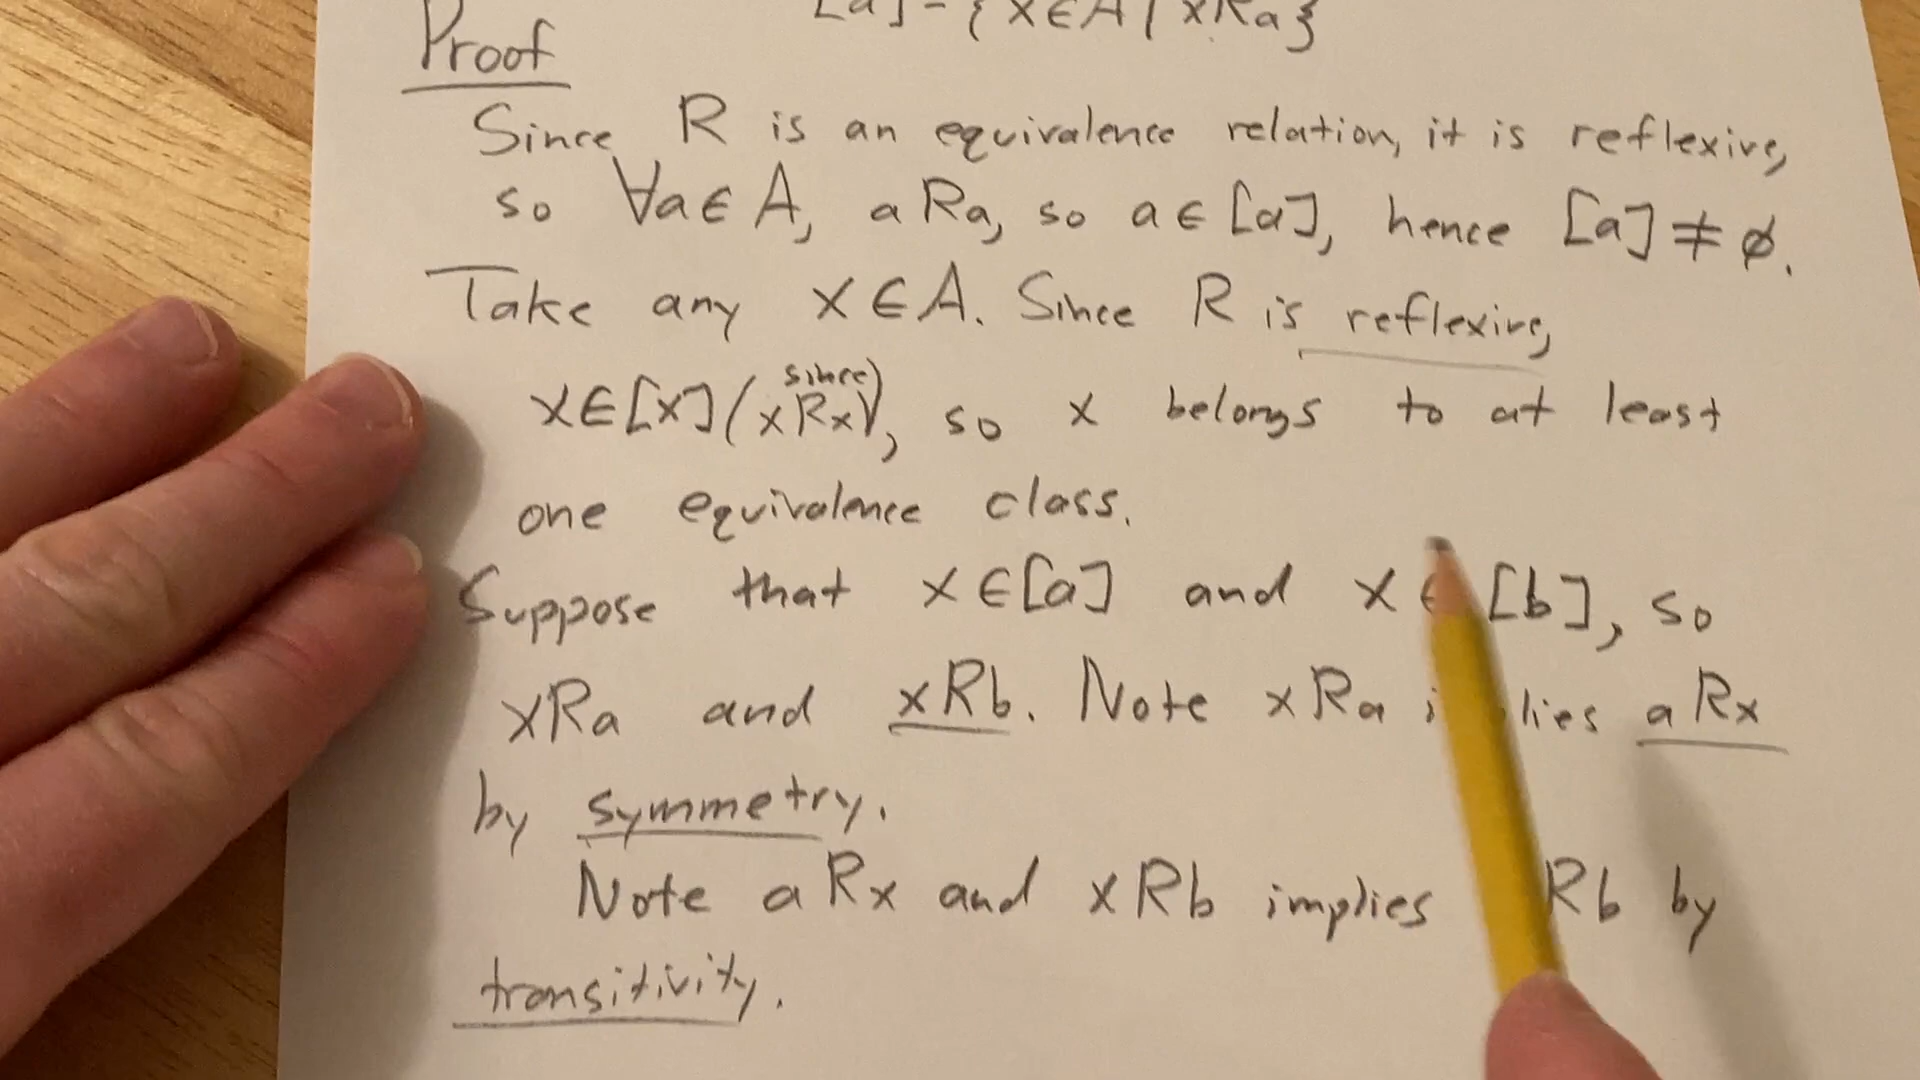 [a] = {x∈A | xRa}
Proof
Since R is an equivalence relation, it is reflexive,
so ∀a∈A, aRa, so a∈[a], hence [a]≠∅.
Take any x∈A. Since R is reflexive,
x∈[x] (since xRx), so x belongs to at least
one equivalence class.
Suppose that x∈[a] and x∈[b], so
xRa and xRb. Note xRa implies aRx
by symmetry.
Note aRx and xRb implies Rb by
transitivity.